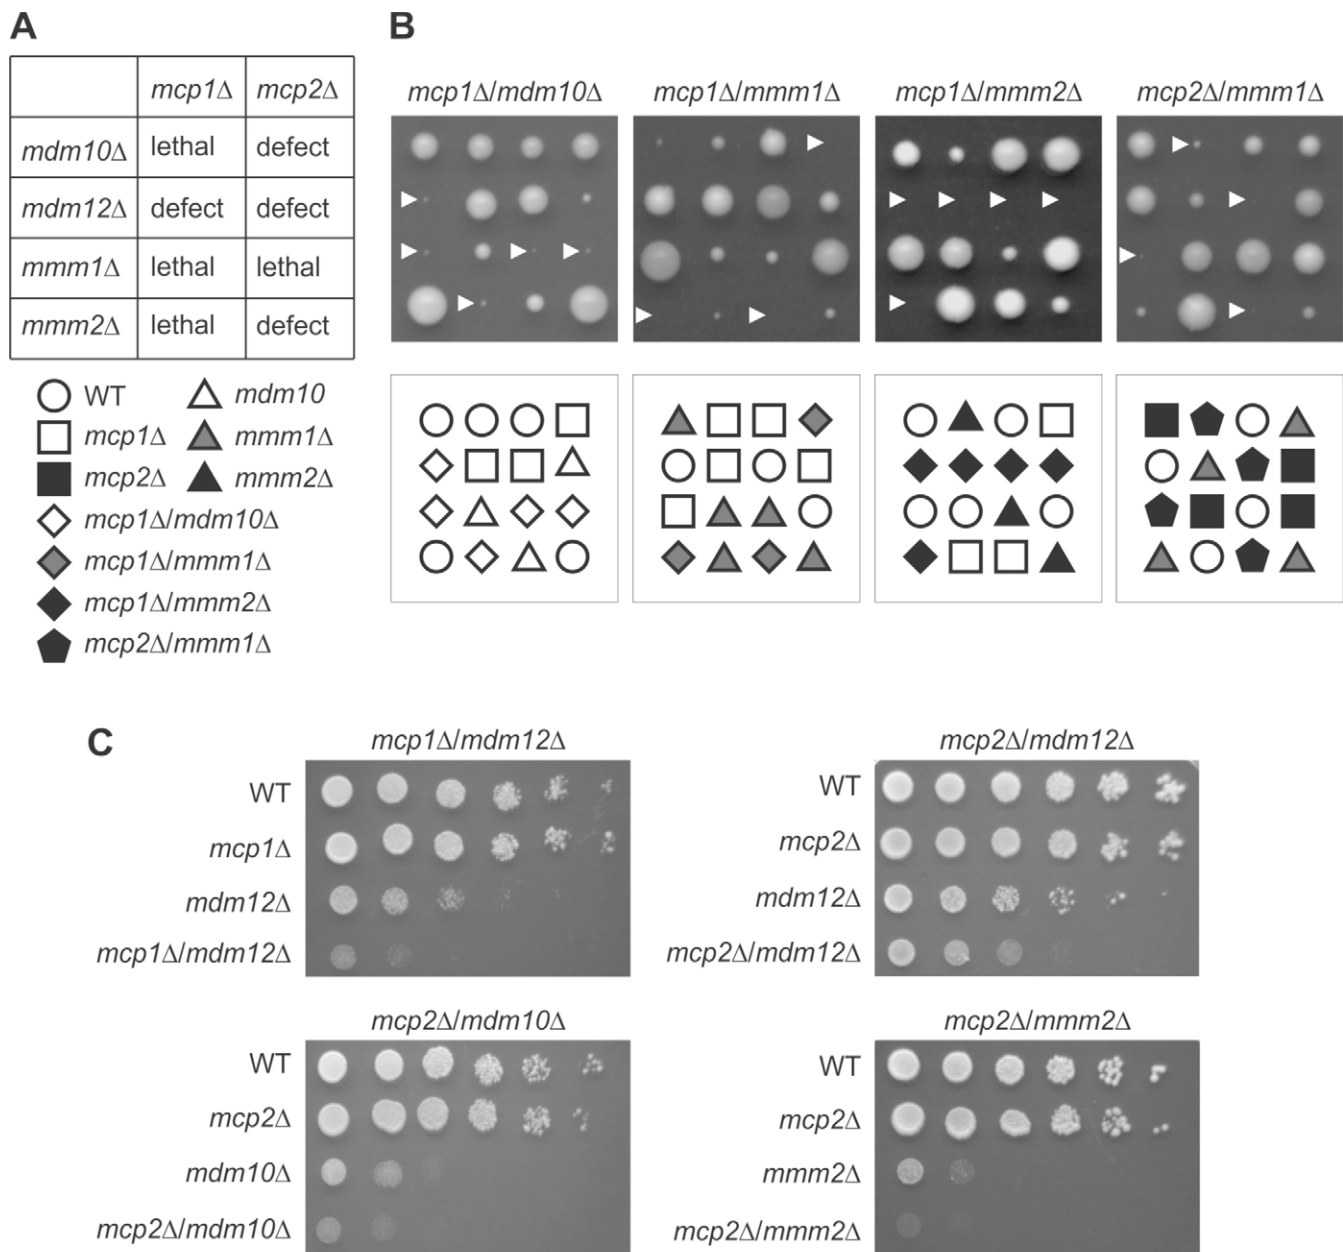 A
mcp1Δ mcp2Δ
mdm10Δ lethal defect
mdm12Δ defect defect
mmm1Δ lethal lethal
mmm2Δ lethal defect
WT mdm10
mcp1Δ mmm1Δ
mcp2Δ mmm2Δ
mcp1Δ/mdm10Δ
mcp1Δ/mmm1Δ
mcp1Δ/mmm2Δ
mcp2Δ/mmm1Δ
B
mcp1Δ/mdm10Δ mcp1Δ/mmm1Δ mcp1Δ/mmm2Δ mcp2Δ/mmm1Δ
C
mcp1Δ/mdm12Δ
WT
mcp1Δ
mdm12Δ
mcp1Δ/mdm12Δ
mcp2Δ/mdm12Δ
WT
mcp2Δ
mdm12Δ
mcp2Δ/mdm12Δ
mcp2Δ/mdm10Δ
WT
mcp2Δ
mdm10Δ
mcp2Δ/mdm10Δ
mcp2Δ/mmm2Δ
WT
mcp2Δ
mmm2Δ
mcp2Δ/mmm2Δ